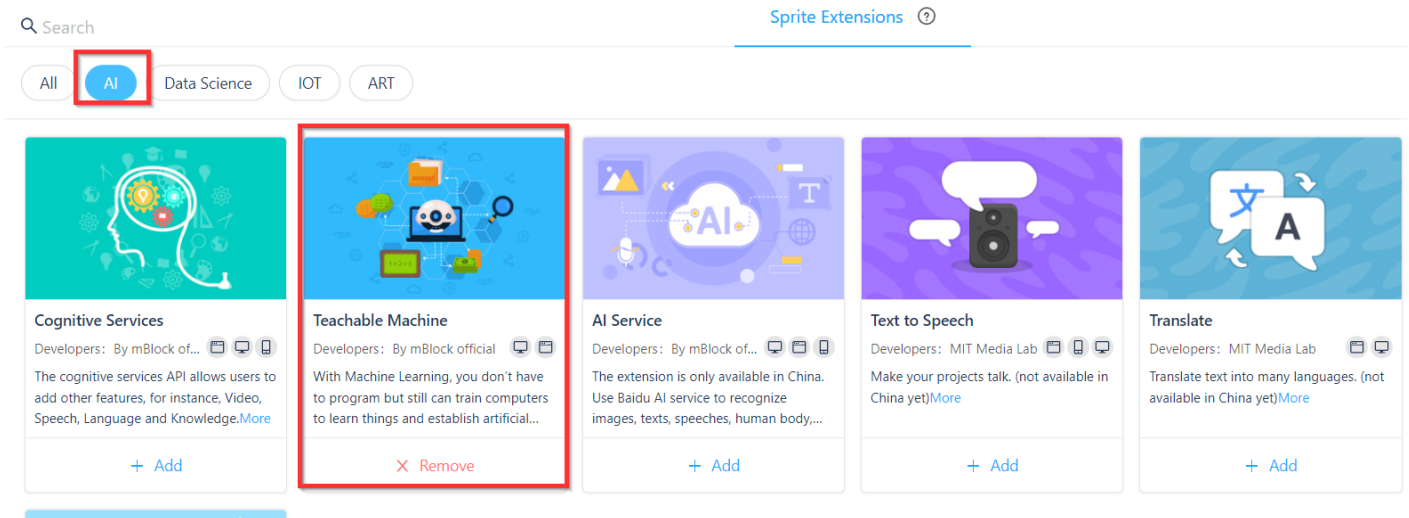 Search
Sprite Extensions ?
All
AI
Data Science
IOT
ART
1+2=3
AI
T
文
A
Cognitive Services
Developers: By mBlock of...
The cognitive services API allows users to
add other features, for instance, Video,
Speech, Language and Knowledge.More
+ Add
Teachable Machine
Developers: By mBlock official
With Machine Learning, you don't have
to program but still can train computers
to learn things and establish artificial...
× Remove
AI Service
Developers: By mBlock of...
The extension is only available in China.
Use Baidu AI service to recognize
images, texts, speeches, human body,...
+ Add
Text to Speech
Developers: MIT Media Lab
Make your projects talk. (not available in
China yet)More
+ Add
Translate
Developers: MIT Media Lab
Translate text into many languages. (not
available in China yet)More
+ Add